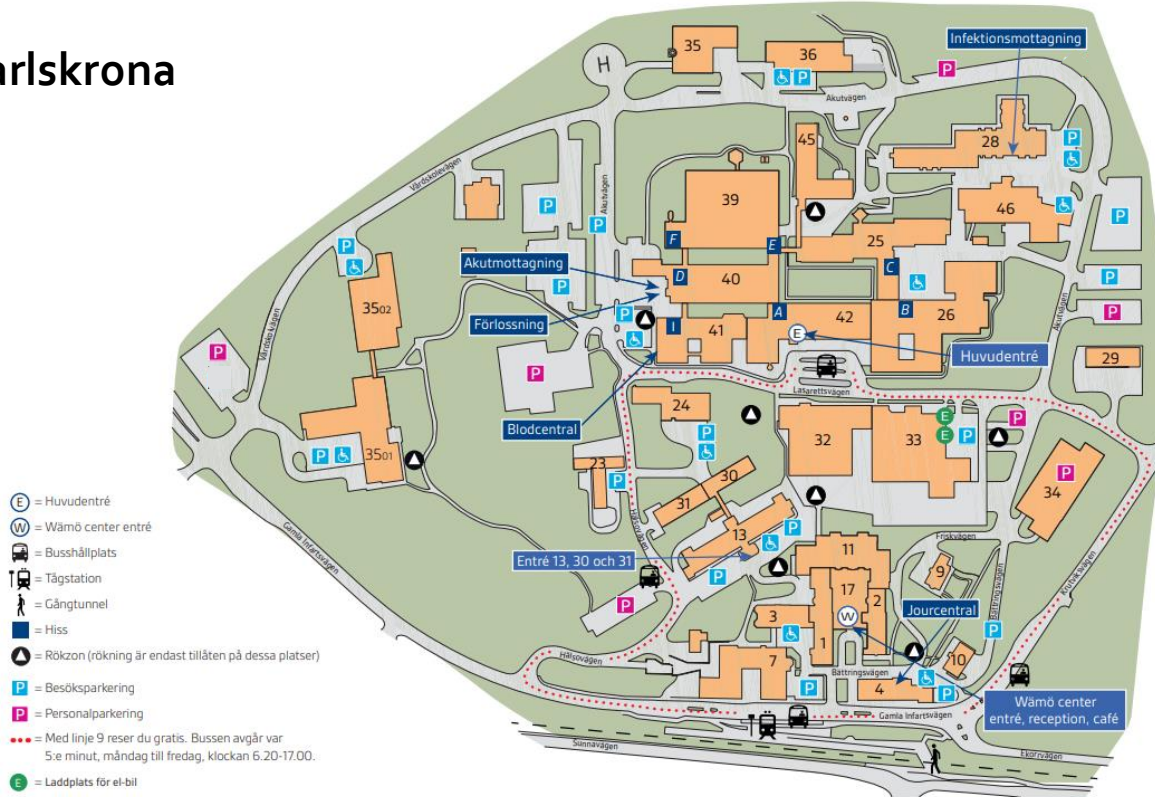 arlskrona
H
35
36
Infektionsmottagning
P
P
Akutvägen
45
28
P
Vårdskolevägen
39
46
P
P
Akutvägen
P
F
E
25
P
P
Akutmottagning
D
40
C
P
3502
Förlossning
P
I
41
A
42
B
26
P
Akutvägen
E
Huvudentré
29
P
P
Lasarettsvägen
Blodcentral
24
P
32
33
E
E
P
P
3501
P
23
P
30
31
34
P
E = Huvudentré
W = Wämö center entré
= Busshållplats
= Tågstation
= Gångtunnel
= Hiss
= Rökzon (rökning är endast tillåten på dessa platser)
P = Besöksparkering
P = Personalparkering
= Med linje 9 reser du gratis. Bussen avgår var
5:e minut, måndag till fredag, klockan 6.20-17.00.
E = Laddplats för el-bil
Gamla Infartsvägen
Hälsovägen
13
P
Entré 13, 30 och 31
P
11
Friskvägen
9
Bättringsvägen
P
3
17
2
W
Jourcentral
P
1
Hälsovägen
7
P
Bättringsvägen
4
10
P
Wämö center
entré, reception, café
Gamla Infartsvägen
Sunnavägen
Ekorrvägen